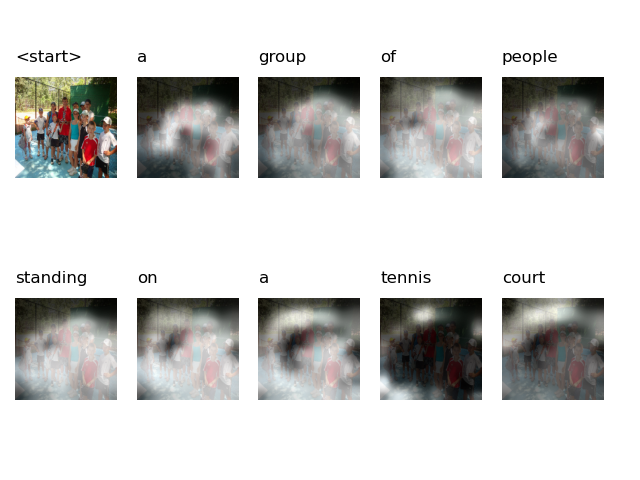 <start> a group of people
standing on a tennis court